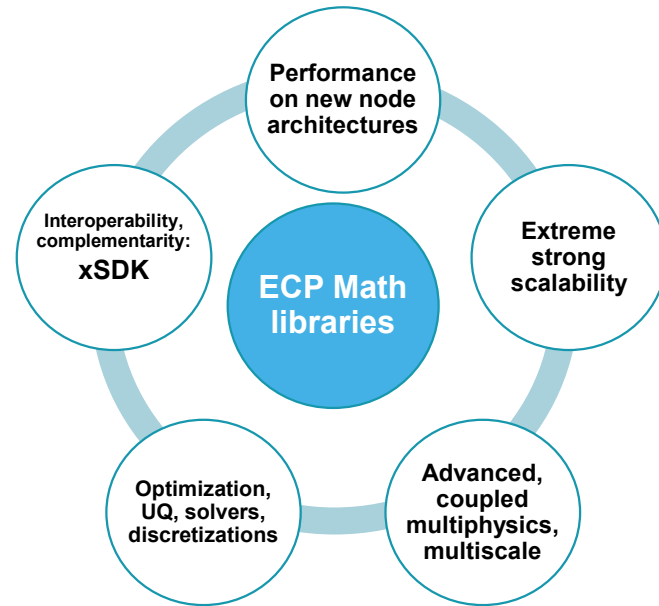 Performance
on new node
architectures
Interoperability,
complementarity:
xSDK
Extreme
strong
scalability
ECP Math
libraries
Optimization,
UQ, solvers,
discretizations
Advanced,
coupled
multiphysics,
multiscale